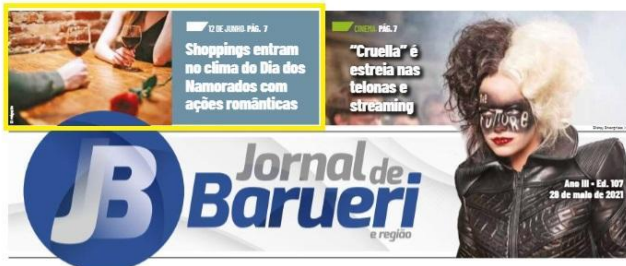 12 DE JUNHO PÁG. 7
Shoppings entram
no clima do Dia dos
Namorados com
ações românticas
Divulgação
CINEMA PÁG. 7
"Cruella" é
estreia nas
telonas e
streaming
THE
FUTURE
JB
Jornal de
Barueri
e região
Ano III • Ed. 107
28 de maio de 2021